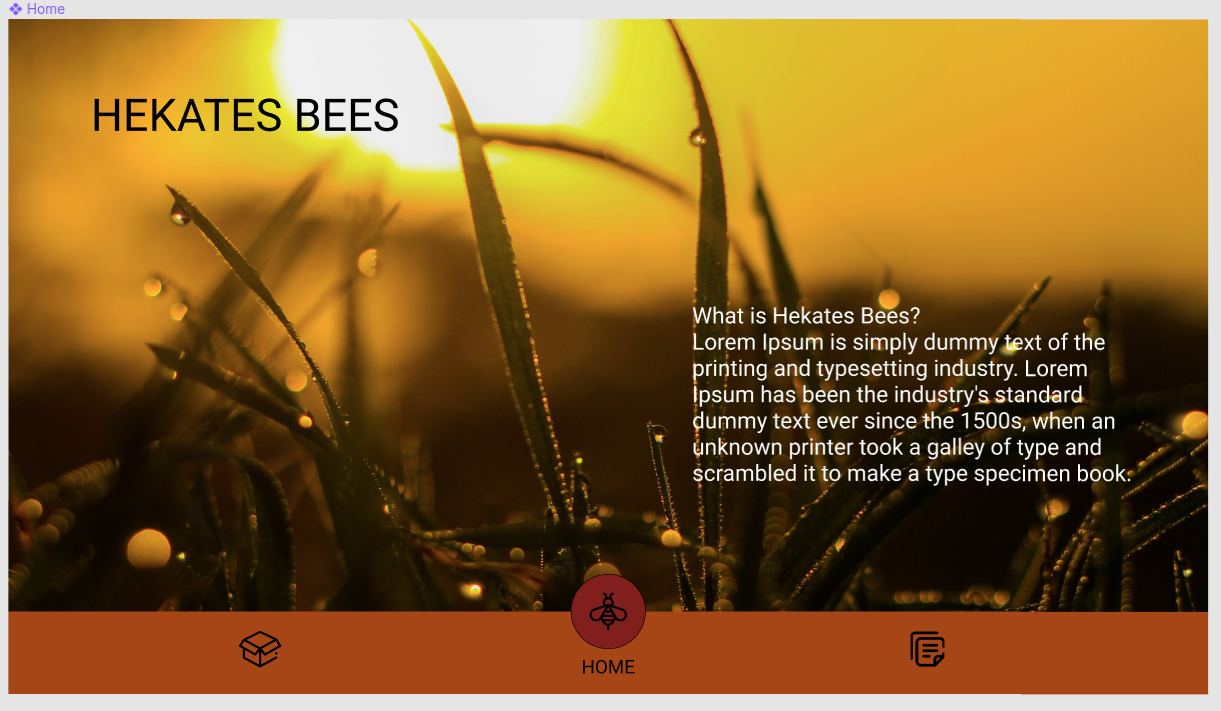 Home
HEKATES BEES
What is Hekates Bees?
Lorem Ipsum is simply dummy text of the
printing and typesetting industry. Lorem
Ipsum has been the industry's standard
dummy text ever since the 1500s, when an
unknown printer took a galley of type and
scrambled it to make a type specimen book.
HOME